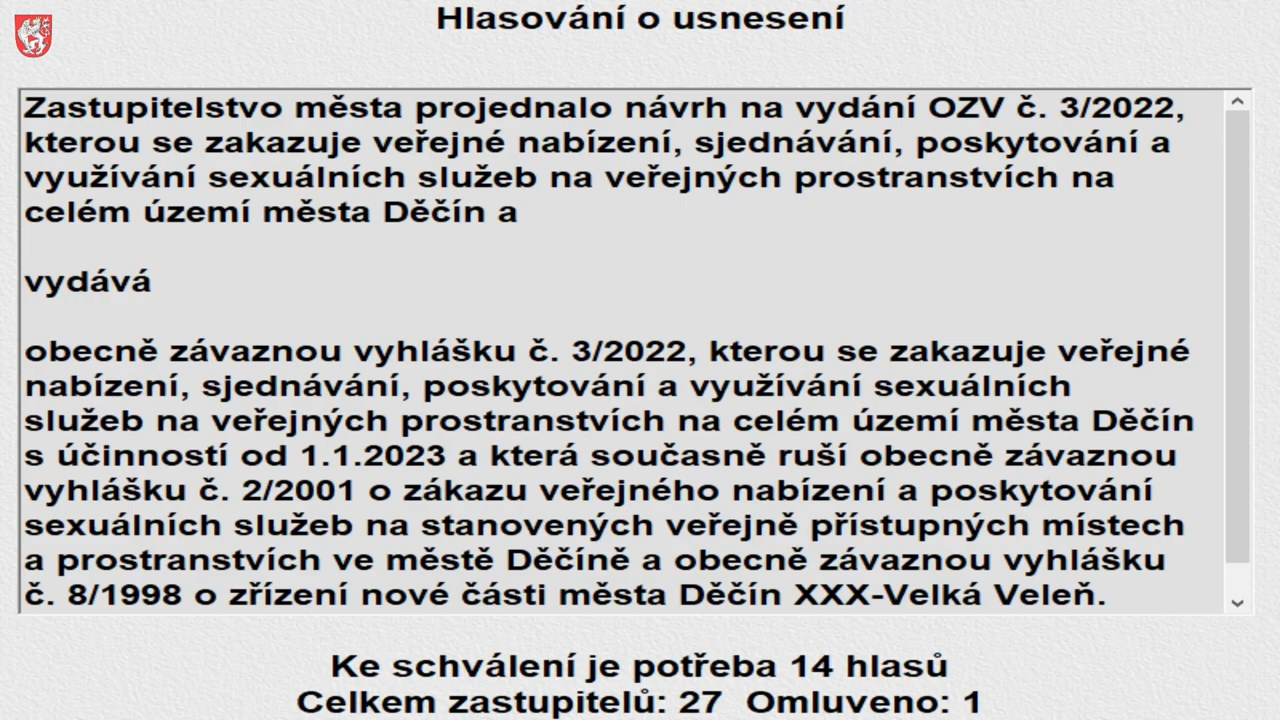 Hlasování o usnesení
Zastupitelstvo města projednalo návrh na vydání OZV č. 3/2022,
kterou se zakazuje veřejné nabízení, sjednávání, poskytování a
využívání sexuálních služeb na veřejných prostranstvích na
celém území města Děčín a
vydává
obecně závaznou vyhlášku č. 3/2022, kterou se zakazuje veřejné
nabízení, sjednávání, poskytování a využívání sexuálních
služeb na veřejných prostranstvích na celém území města Děčín
s účinností od 1.1.2023 a která současně ruší obecně závaznou
vyhlášku č. 2/2001 o zákazu veřejného nabízení a poskytování
sexuálních služeb na stanovených veřejně přístupných místech
a prostranstvích ve městě Děčíně a obecně závaznou vyhlášku
č. 8/1998 o zřízení nové části města Děčín XXX-Velká Veleň.
Ke schválení je potřeba 14 hlasů
Celkem zastupitelů: 27 Omluveno: 1